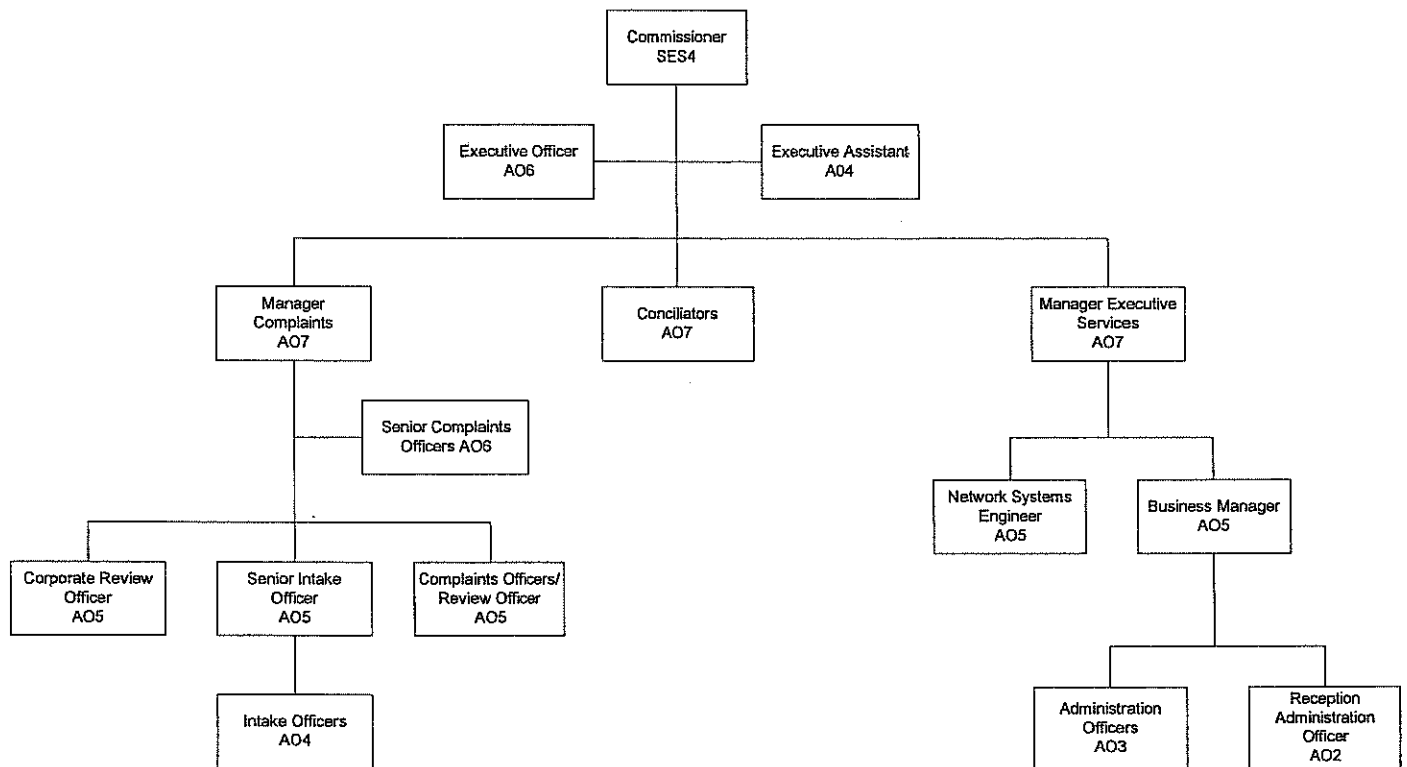 Commissioner
SES4
Executive Officer
AO6
Executive Assistant
A04
Manager
Complaints
AO7
Conciliators
AO7
Manager Executive
Services
AO7
Senior Complaints
Officers AO6
Network Systems
Engineer
AO5
Business Manager
AO5
Corporate Review
Officer
AO5
Senior Intake
Officer
AO5
Complaints Officers/
Review Officer
AO5
Intake Officers
AO4
Administration
Officers
AO3
Reception
Administration
Officer
AO2